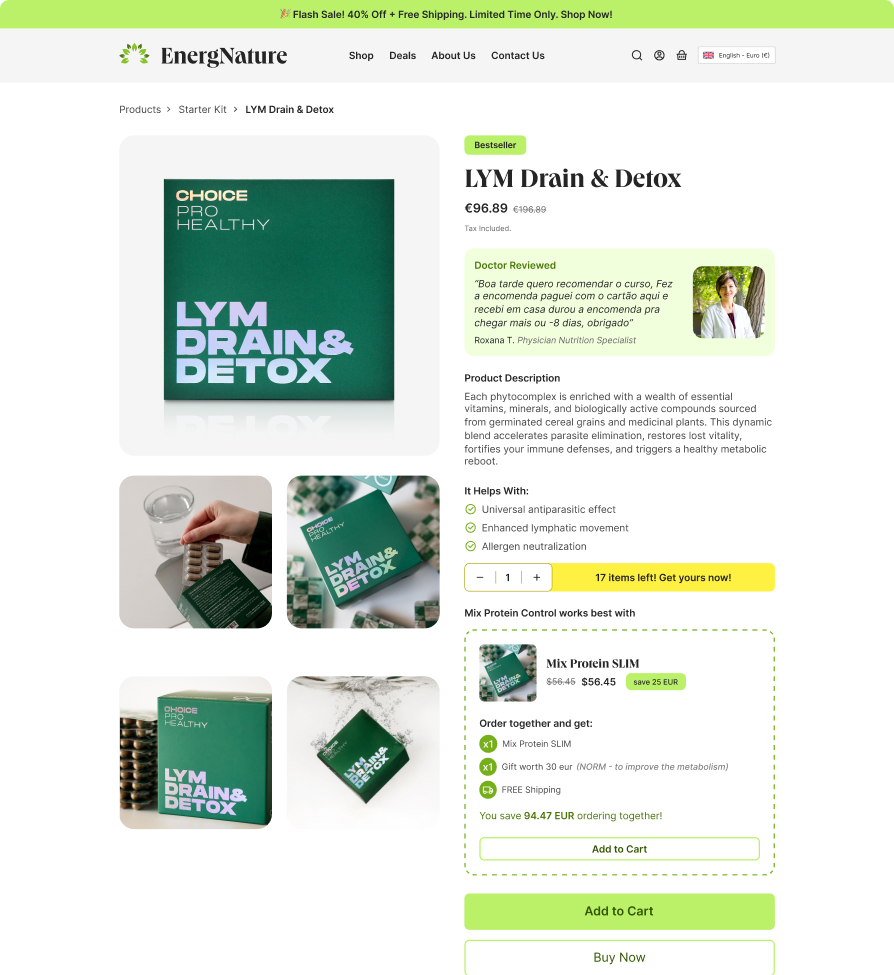 🎉 Flash Sale! 40% Off + Free Shipping. Limited Time Only. Shop Now!
EnergNature
Shop Deals About Us Contact Us
English - Euro (€)
Products > Starter Kit > LYM Drain & Detox
CHOICE
PRO
HEALTHY
LYM
DRAIN&
DETOX
CHOICE
PRO
HEALTHY
LYM
DRAIN&
DETOX
CHOICE
PRO
HEALTHY
LYM
DRAIN&
DETOX
CHOICE
PRO
HEALTHY
LYM
DRAIN&
DETOX
Bestseller
LYM Drain & Detox
€96.89 €196.89
Tax Included.
Doctor Reviewed
"Boa tarde quero recomendar o curso, Fez
a encomenda paguei com o cartão aqui e
recebi em casa durou a encomenda pra
chegar mais ou -8 dias, obrigado"
Roxana T. Physician Nutrition Specialist
Product Description
Each phytocomplex is enriched with a wealth of essential
vitamins, minerals, and biologically active compounds sourced
from germinated cereal grains and medicinal plants. This dynamic
blend accelerates parasite elimination, restores lost vitality,
fortifies your immune defenses, and triggers a healthy metabolic
reboot.
It Helps With:
Universal antiparasitic effect
Enhanced lymphatic movement
Allergen neutralization
− 1 + 17 items left! Get yours now!
Mix Protein Control works best with
LYM
DRAIN&
DETOX
Mix Protein SLIM
$56.45 $56.45 save 25 EUR
Order together and get:
x1 Mix Protein SLIM
x1 Gift worth 30 eur (NORM - to improve the metabolism)
FREE Shipping
You save 94.47 EUR ordering together!
Add to Cart
Add to Cart
Buy Now